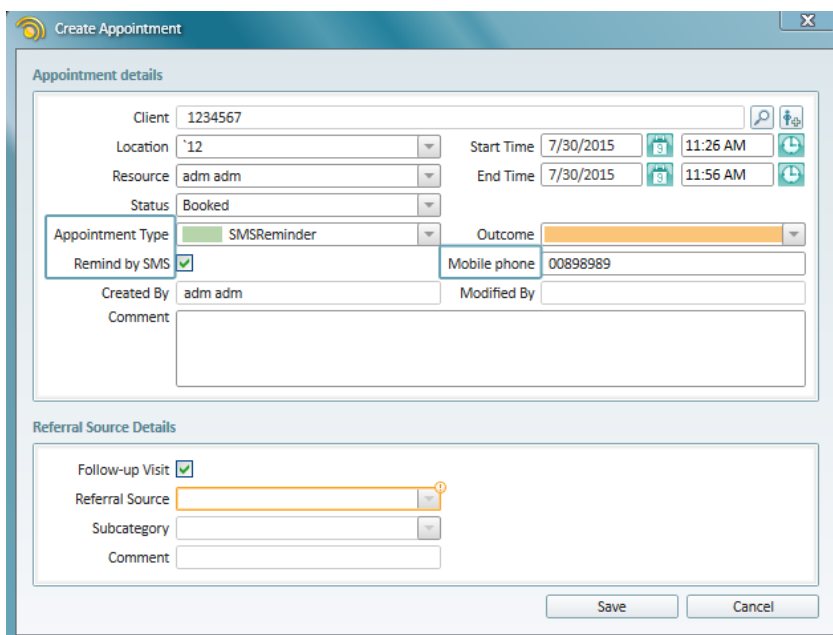 Create Appointment
Appointment details
Client 1234567
Location `12 Start Time 7/30/2015 9 11:26 AM
Resource adm adm End Time 7/30/2015 9 11:56 AM
Status Booked
Appointment Type SMSReminder Outcome
Remind by SMS Mobile phone 00898989
Created By adm adm Modified By
Comment
Referral Source Details
Follow-up Visit
Referral Source
Subcategory
Comment
Save Cancel